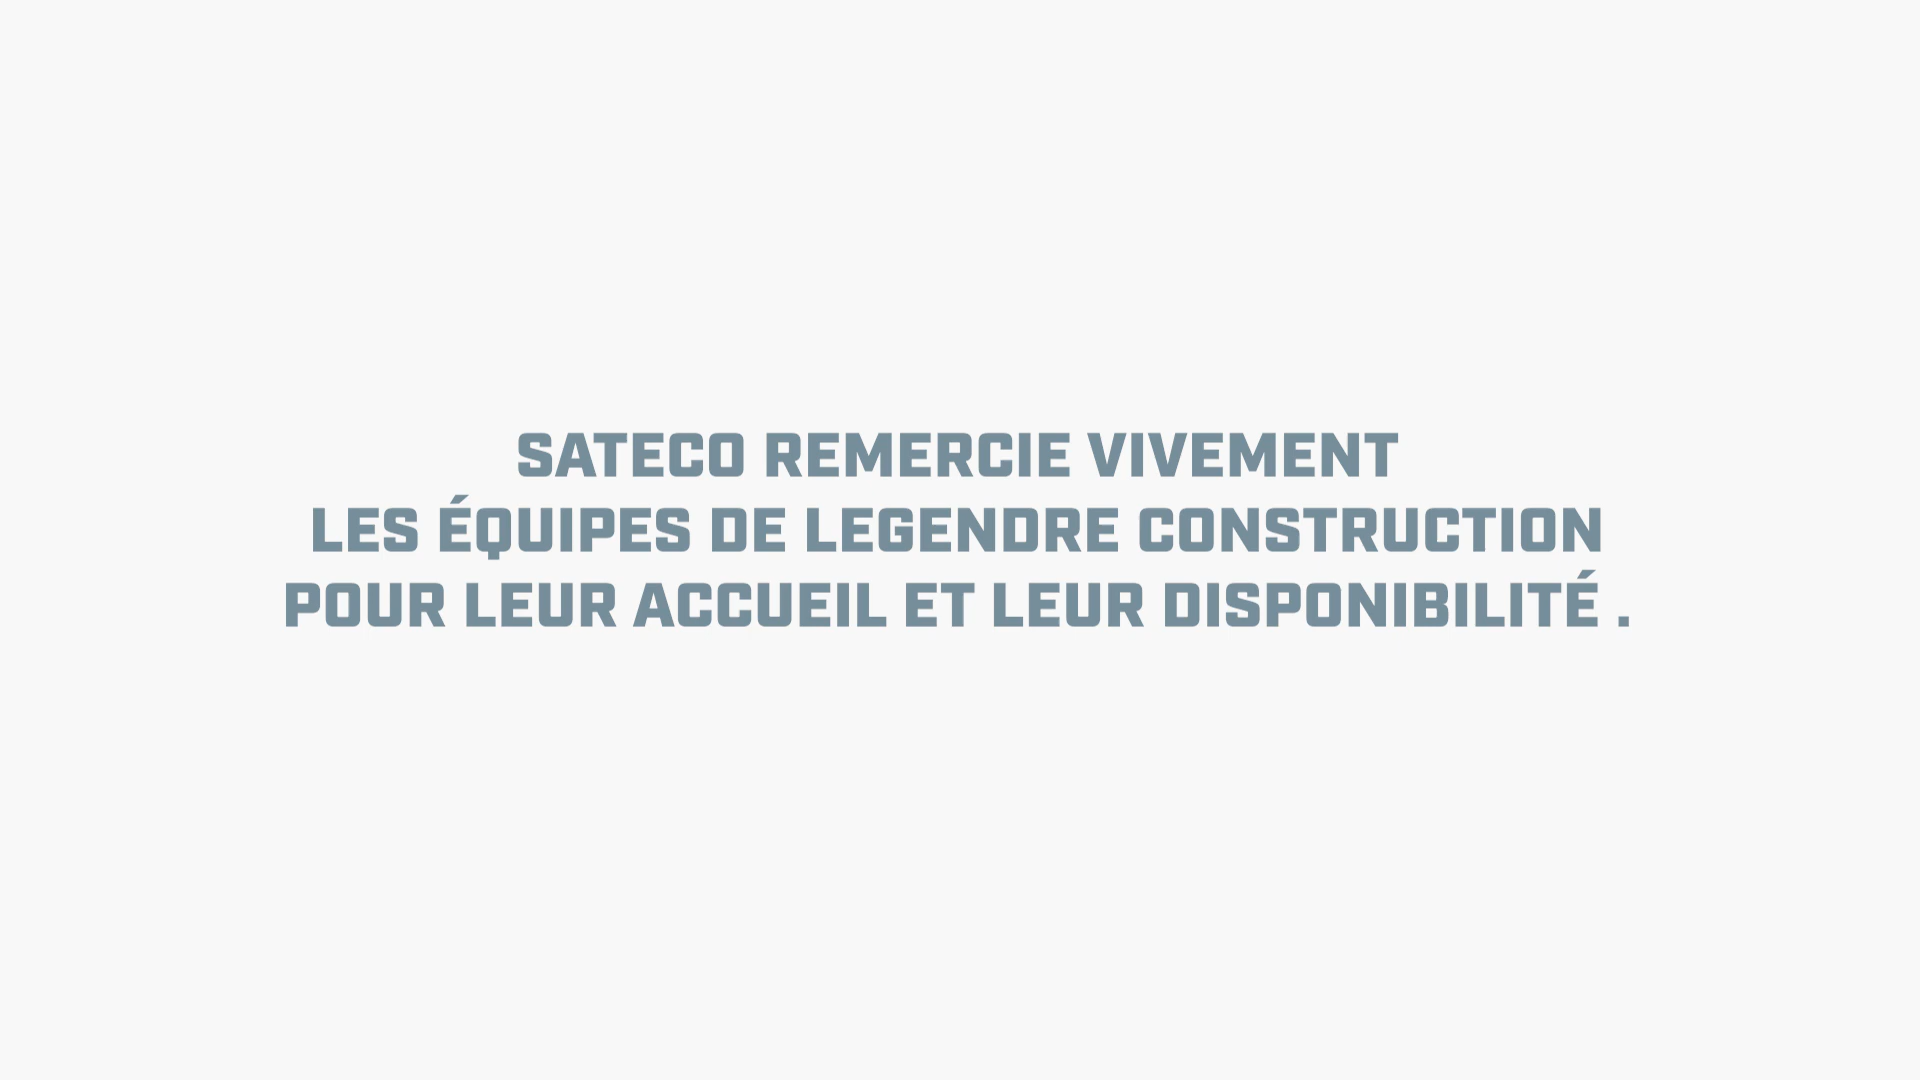 SATECO REMERCIE VIVEMENT
LES ÉQUIPES DE LEGENDRE CONSTRUCTION
POUR LEUR ACCUEIL ET LEUR DISPONIBILITÉ .